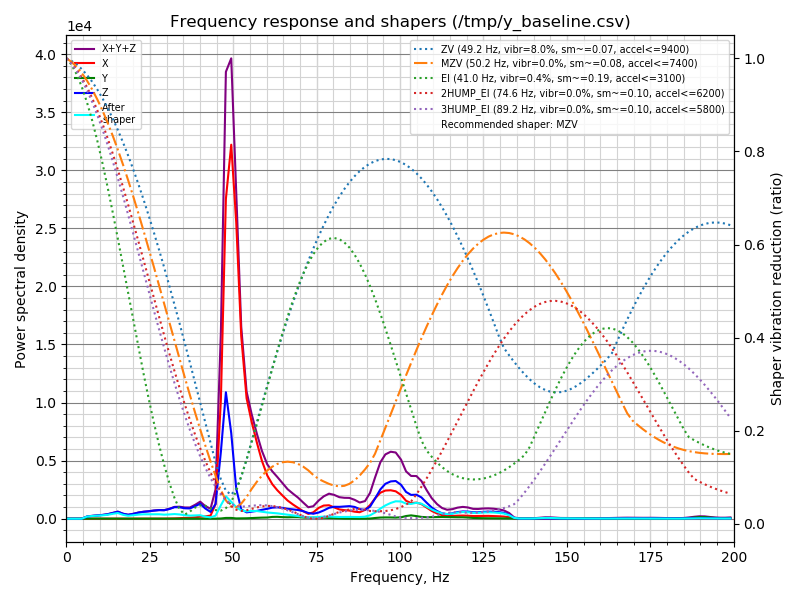 Frequency response and shapers (/tmp/y_baseline.csv)
1e4
X+Y+Z
X
Y
Z
After
shaper
ZV (49.2 Hz, vibr=8.0%, sm~=0.07, accel<=9400)
MZV (50.2 Hz, vibr=0.0%, sm~=0.08, accel<=7400)
EI (41.0 Hz, vibr=0.4%, sm~=0.19, accel<=3100)
2HUMP_EI (74.6 Hz, vibr=0.0%, sm~=0.10, accel<=6200)
3HUMP_EI (89.2 Hz, vibr=0.0%, sm~=0.10, accel<=5800)
Recommended shaper: MZV
Power spectral density
4.0
3.5
3.0
2.5
2.0
1.5
1.0
0.5
0.0
1.0
0.8
0.6
0.4
0.2
0.0
Shaper vibration reduction (ratio)
0 25 50 75 100 125 150 175 200
Frequency, Hz